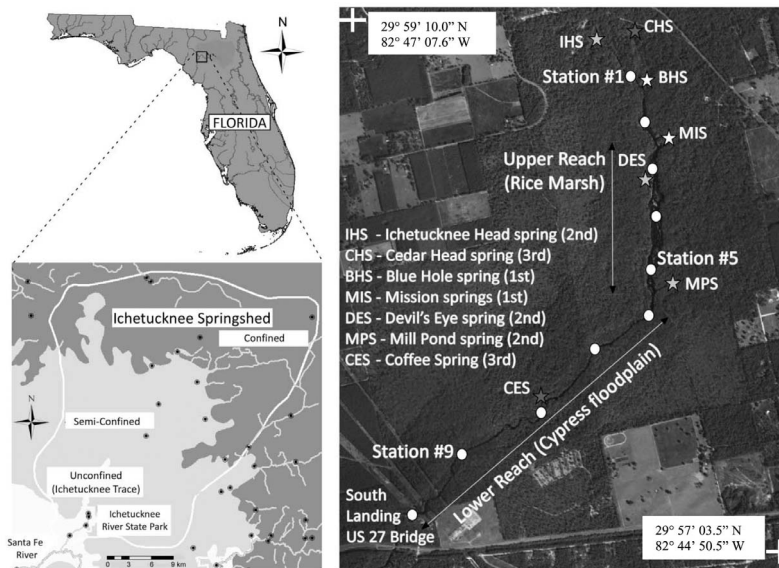 N
FLORIDA
Ichetucknee Springshed
Confined
N
Semi-Confined
Unconfined
(Ichetucknee Trace)
Ichetucknee
River State Park
Santa Fe
River
0 3 6 9 km
29° 59’ 10.0” N
82° 47’ 07.6” W
IHS
CHS
Station #1
BHS
MIS
Upper Reach
(Rice Marsh)
DES
IHS - Ichetucknee Head spring (2nd)
CHS - Cedar Head spring (3rd)
BHS - Blue Hole spring (1st)
MIS - Mission springs (1st)
DES - Devil's Eye spring (2nd)
MPS - Mill Pond spring (2nd)
CES - Coffee Spring (3rd)
Station #5
MPS
CES
Station #9
Lower Reach (Cypress floodplain)
South
Landing
US 27 Bridge
29° 57’ 03.5” N
82° 44’ 50.5” W